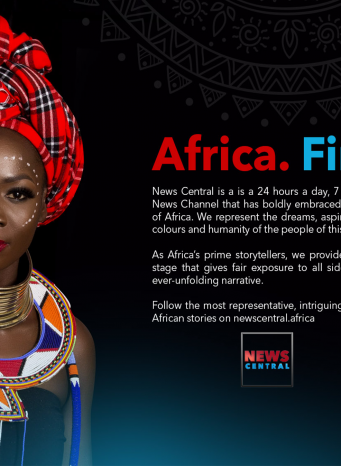 Africa. Fi
News Central is a is a 24 hours a day, 7
News Channel that has boldly embraced
of Africa. We represent the dreams, aspi
colours and humanity of the people of this
As Africa's prime storytellers, we provide
stage that gives fair exposure to all side
ever-unfolding narrative.
Follow the most representative, intriguing
African stories on newscentral.africa
NEWS
CENTRAL